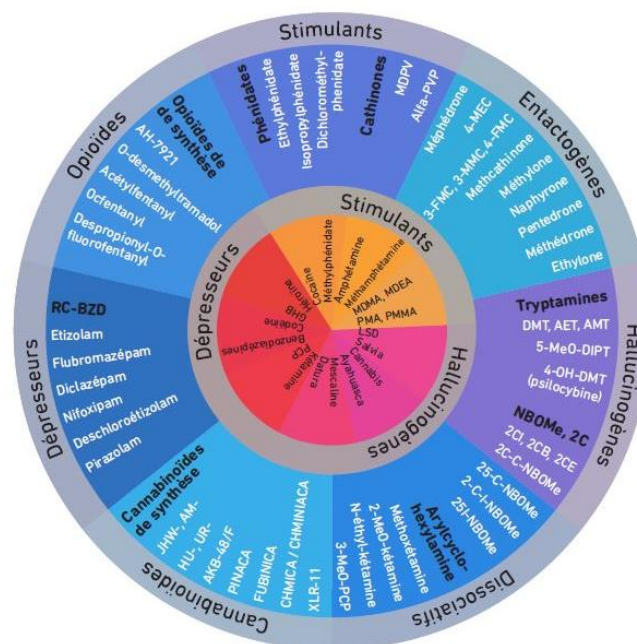 Stimulants
Phénidates
Ethylphénidate
Isopropylphénidate
Dichlorométhyl-
phenidate
Cathinones
MDPV
Alfa-PVP
Entactogènes
Méphédrone
4-MEC
3-FMC, 3-MMC, 4-FMC
Methcathinone
Méthylone
Naphyrone
Pentedrone
Méthédrone
Ethylone
Hallucinogènes
Tryptamines
DMT, AET, AMT
5-MeO-DIPT
4-OH-DMT
(psilocybine)
NBOMe, 2C
2CI, 2CB, 2CE
2C-C-NBOMe
25-C-NBOMe
2-C-I-NBOMe
25I-NBOMe
Dissociatifs
Arylcyclo-
hexylamine
Méthoxétamine
2-MeO-kétamine
N-éthyl-kétamine
3-MeO-PCP
Cannabinoïdes
Cannabinoïdes
de synthèse
JHW-, AM-
HU-, UR-
AKB-48/F
PINACA
FUBINICA
CHMICA / CHMINIACA
XLR-11
Dépresseurs
RC-BZD
Etizolam
Flubromazépam
Diclazépam
Nifoxipam
Deschloroétizolam
Pirazolam
Opioïdes
Opioïdes de
de synthèse
AH-7921
O-desmethyltramadol
Acétylfentanyl
Ocfentanyl
Despropionyl-O-
fluorofentanyl
Stimulants
Cocaïne
Méthylphénidate
Amphétamine
Méthamphétamine
MDMA, MDEA
PMA, PMMA
Hallucinogènes
LSD
Salvia
Cannabis
Ayahuasca
Mescaline
Datura
Dépresseurs
Kétamine
PCP
Benzodiazépines
Codéine
GHB
Héroïne